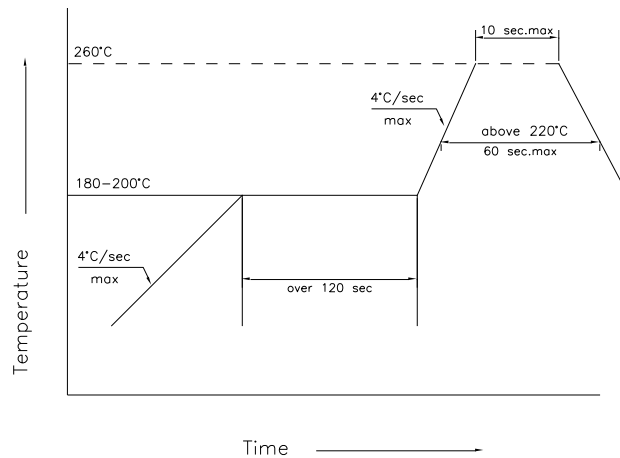 10 sec.max
260°C
4°C/sec
max
above 220°C
60 sec.max
180-200°C
4°C/sec
max
over 120 sec
Temperature
Time